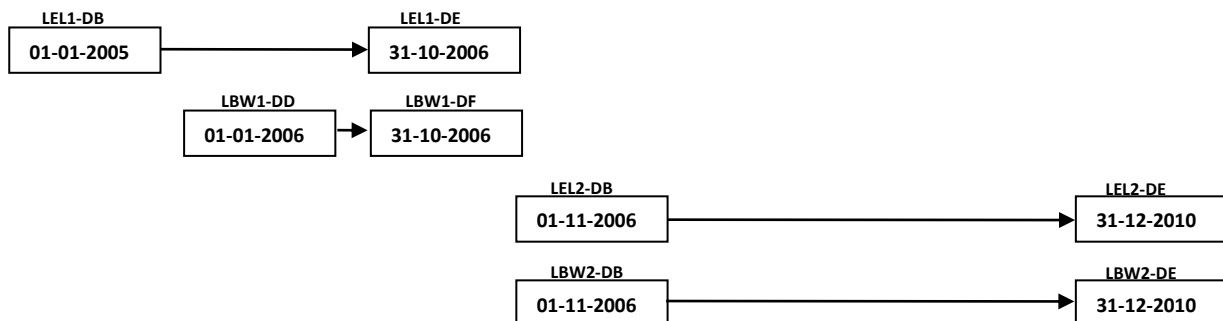 LEL1-DB LEL1-DE
01-01-2005 31-10-2006
LBW1-DD LBW1-DF
01-01-2006 31-10-2006
LEL2-DB LEL2-DE
01-11-2006 31-12-2010
LBW2-DB LBW2-DE
01-11-2006 31-12-2010